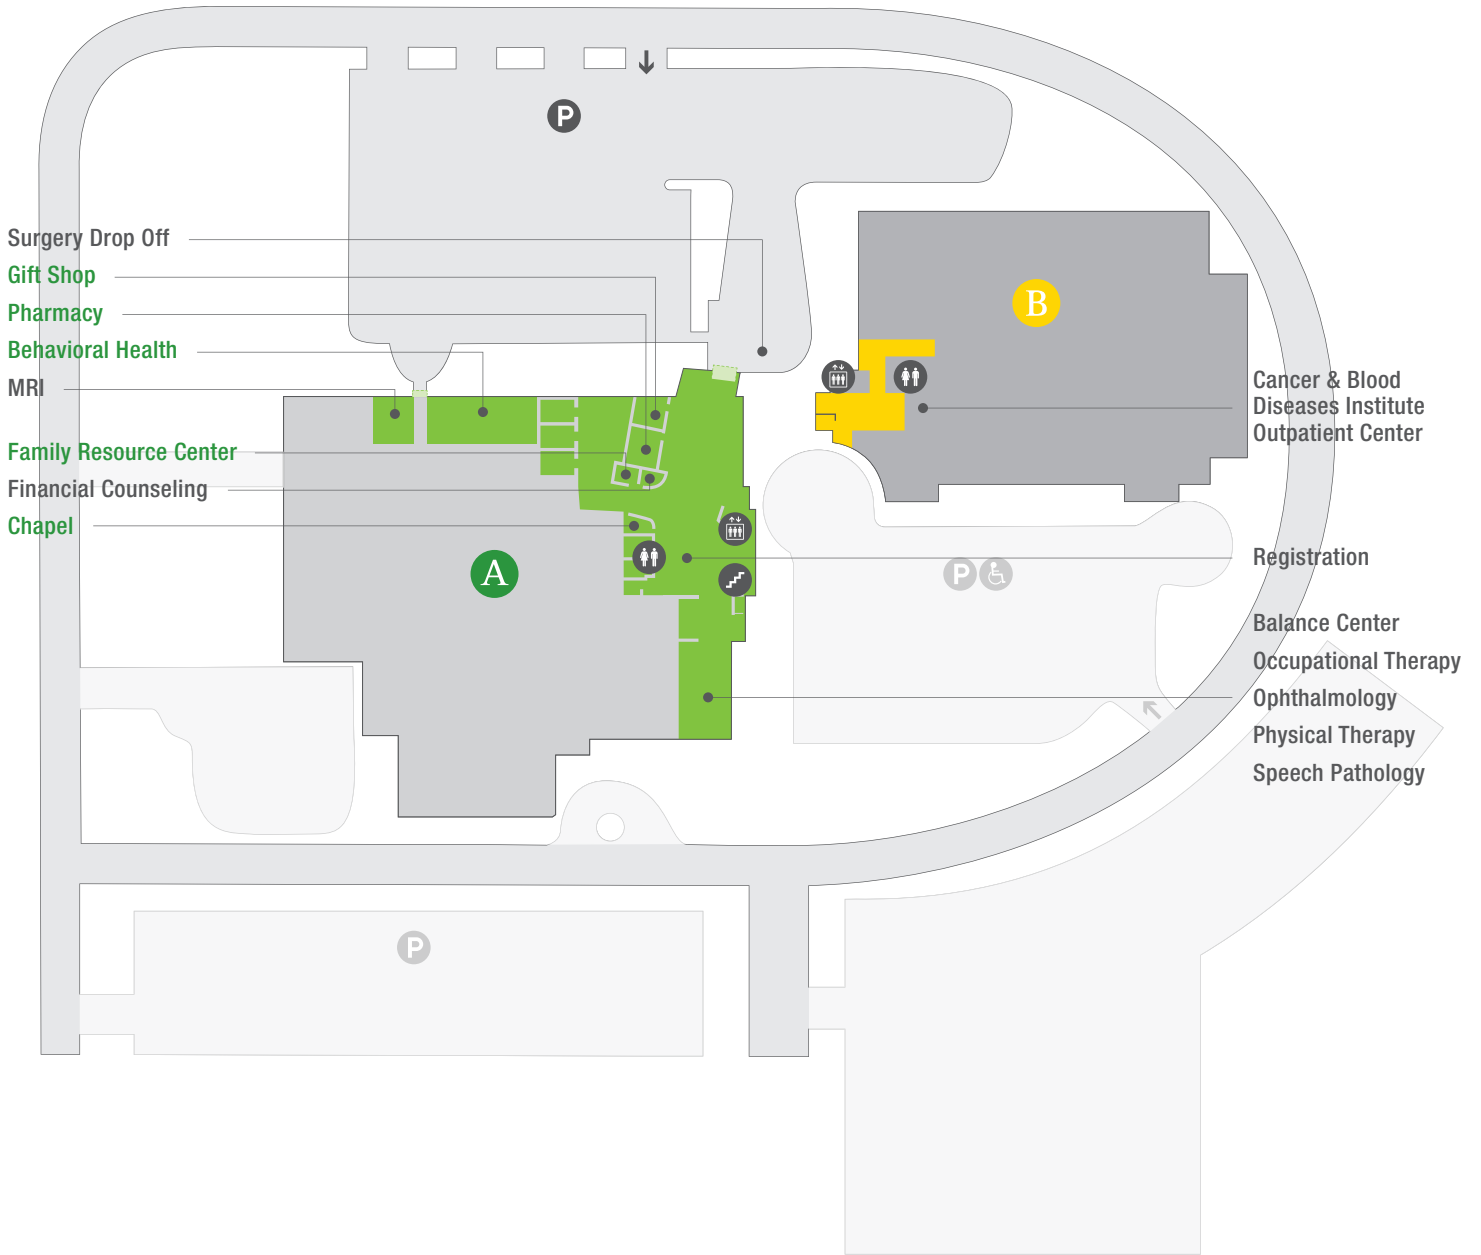 P
Surgery Drop Off
Gift Shop
Pharmacy
Behavioral Health
MRI
Family Resource Center
Financial Counseling
Chapel
A
B
Cancer & Blood
Diseases Institute
Outpatient Center
P
Registration
Balance Center
Occupational Therapy
Ophthalmology
Physical Therapy
Speech Pathology
P